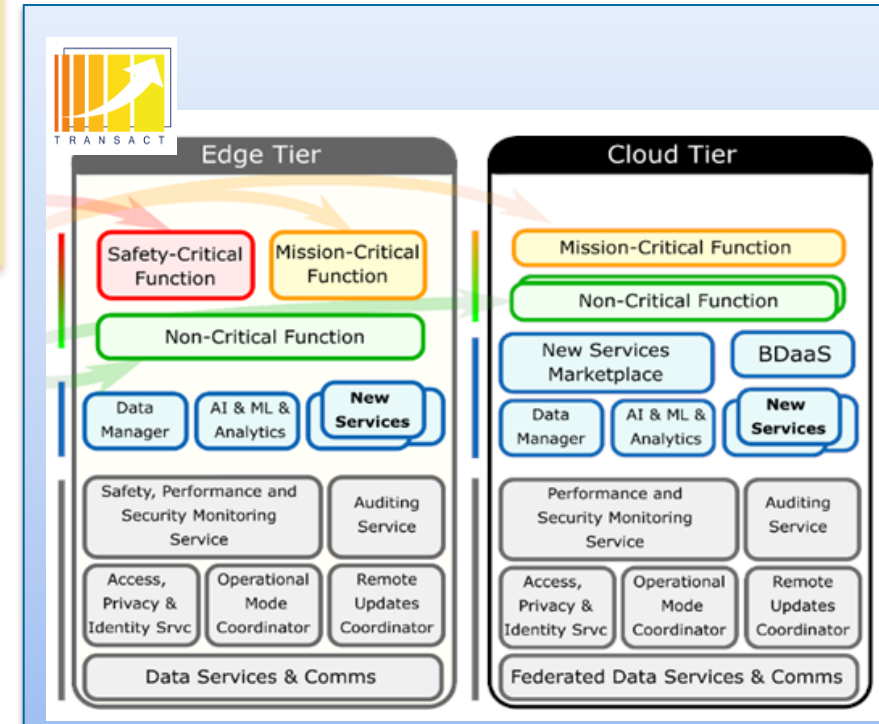 TRANSACT
Edge Tier
Safety-Critical
Function
Mission-Critical
Function
Non-Critical Function
Data
Manager
AI & ML &
Analytics
New
Services
Safety, Performance and
Security Monitoring
Service
Auditing
Service
Access,
Privacy &
Identity Srvc
Operational
Mode
Coordinator
Remote
Updates
Coordinator
Data Services & Comms
Cloud Tier
Mission-Critical Function
Non-Critical Function
New Services
Marketplace
BDaaS
Data
Manager
AI & ML &
Analytics
New
Services
Performance and
Security Monitoring
Service
Auditing
Service
Access,
Privacy &
Identity Srvc
Operational
Mode
Coordinator
Remote
Updates
Coordinator
Federated Data Services & Comms